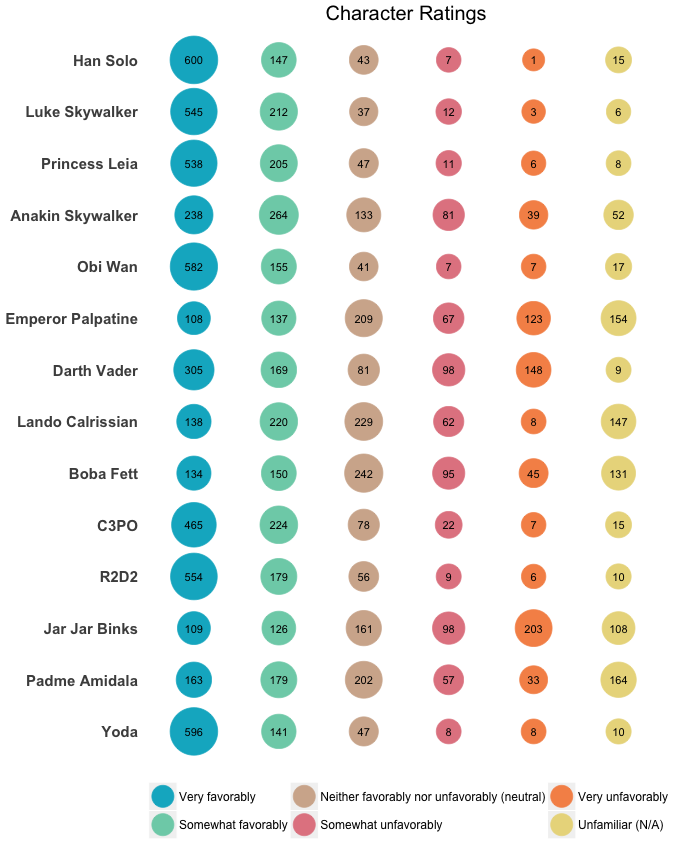 Character Ratings
Han Solo 600 147 43 7 1 15
Luke Skywalker 545 212 37 12 3 6
Princess Leia 538 205 47 11 6 8
Anakin Skywalker 238 264 133 81 39 52
Obi Wan 582 155 41 7 7 17
Emperor Palpatine 108 137 209 67 123 154
Darth Vader 305 169 81 98 148 9
Lando Calrissian 138 220 229 62 8 147
Boba Fett 134 150 242 95 45 131
C3PO 465 224 78 22 7 15
R2D2 554 179 56 9 6 10
Jar Jar Binks 109 126 161 98 203 108
Padme Amidala 163 179 202 57 33 164
Yoda 596 141 47 8 8 10
Very favorably Neither favorably nor unfavorably (neutral) Very unfavorably
Somewhat favorably Somewhat unfavorably Unfamiliar (N/A)